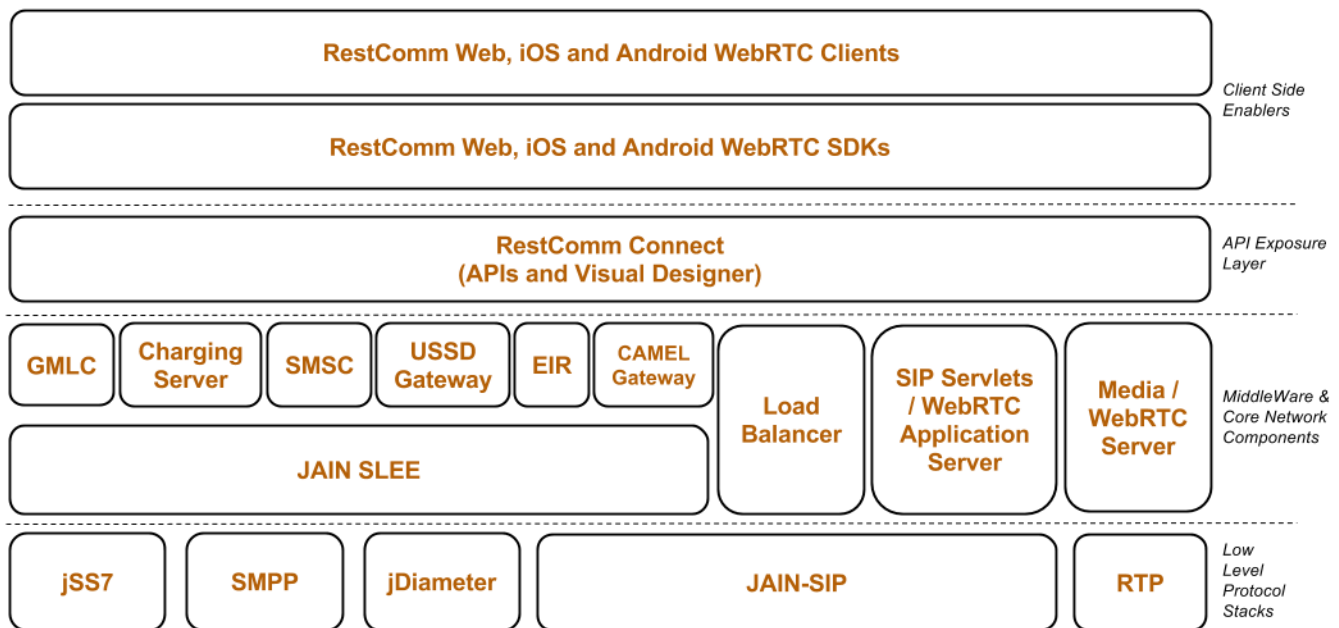 RestComm Web, iOS and Android WebRTC Clients
RestComm Web, iOS and Android WebRTC SDKs
Client Side
Enablers
RestComm Connect
(APIs and Visual Designer)
API Exposure
Layer
GMLC
Charging
Server
SMSC
USSD
Gateway
EIR
CAMEL
Gateway
JAIN SLEE
Load
Balancer
SIP Servlets
/ WebRTC
Application
Server
Media /
WebRTC
Server
MiddleWare &
Core Network
Components
jSS7
SMPP
jDiameter
JAIN-SIP
RTP
Low
Level
Protocol
Stacks